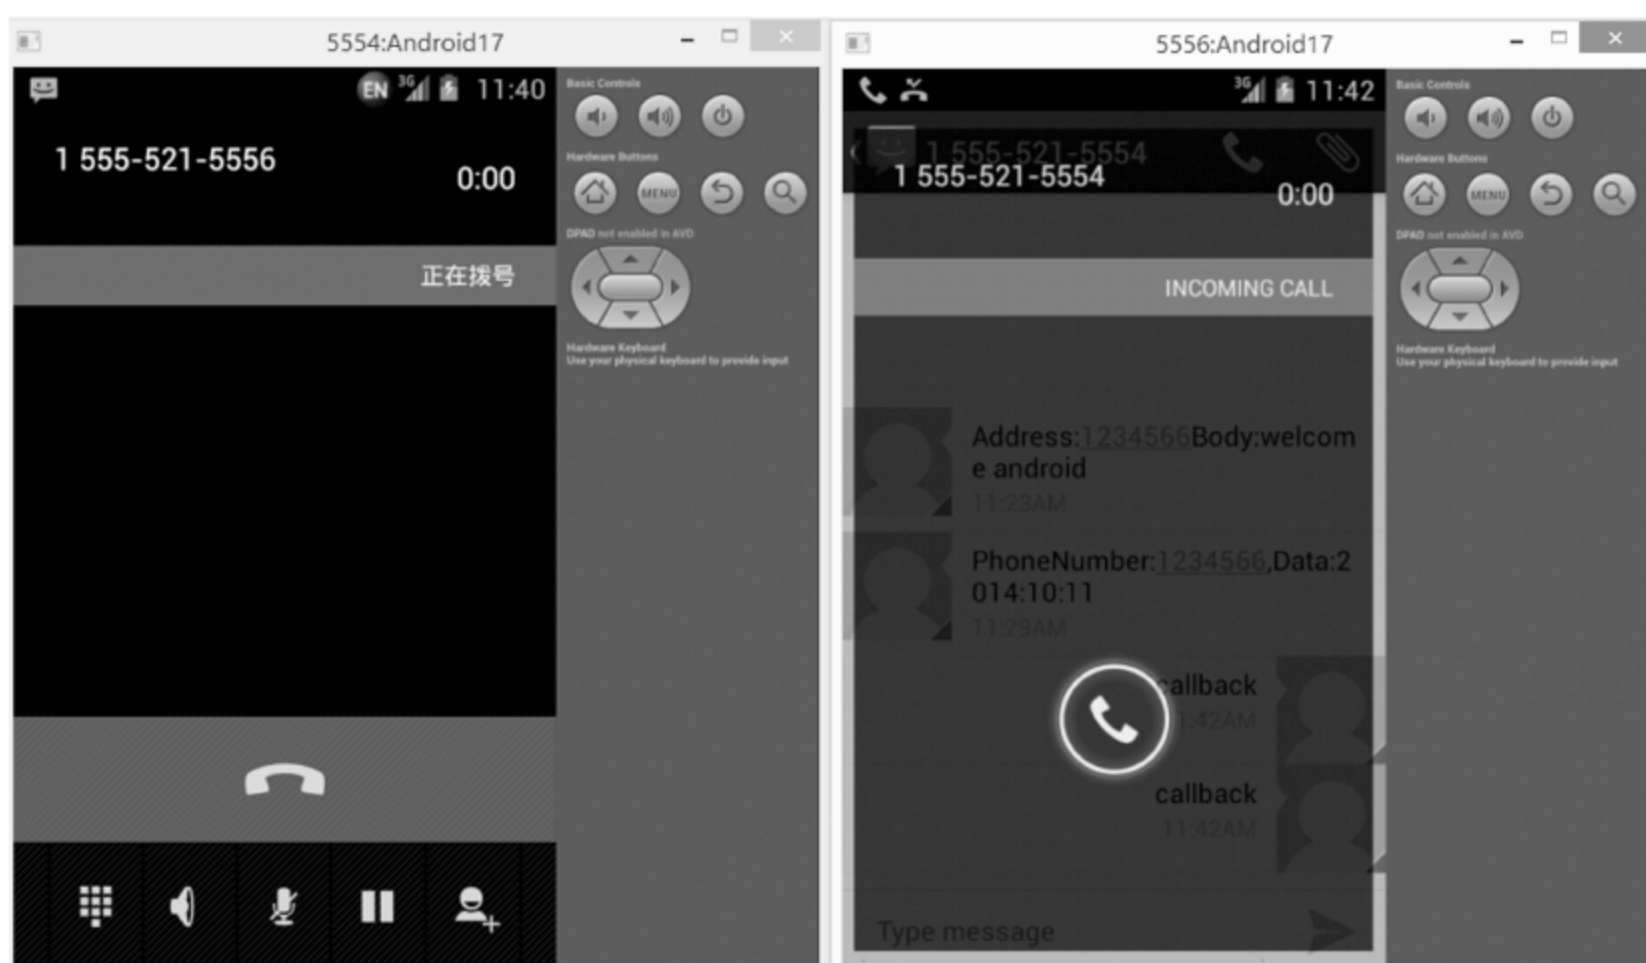 5554:Android17
EN 3G 11:40
1 555-521-5556
0:00
正在拨号
Basic Controls
Hardware Buttons
MENU
DPAD not enabled in AVD
Hardware Keyboard
Use your physical keyboard to provide input
5556:Android17
3G 11:42
1 555-521-5554
1 555-521-5554
0:00
INCOMING CALL
Address:1234566Body:welcom
e android
11:23AM
PhoneNumber:1234566,Data:2
014:10:11
11:29AM
callback
1:42AM
callback
11:42AM
Type message
Basic Controls
Hardware Buttons
MENU
DPAD not enabled in AVD
Hardware Keyboard
Use your physical keyboard to provide input